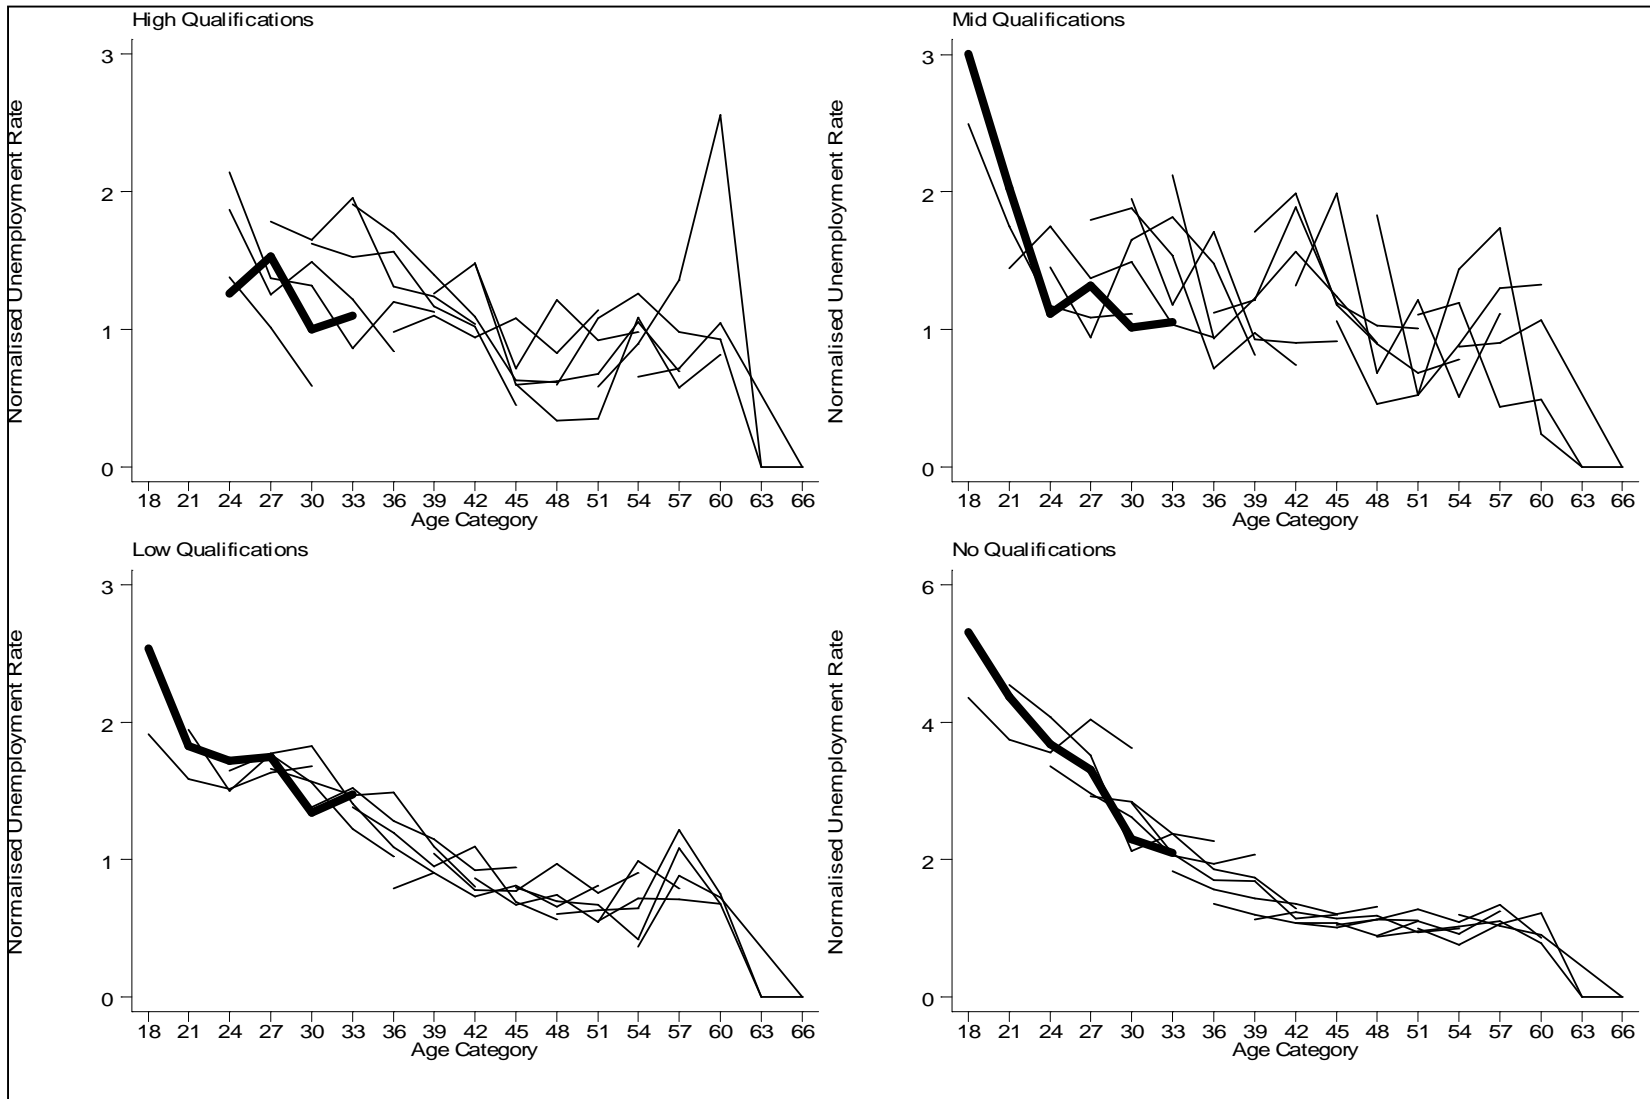 High Qualifications
Normalised Unemployment Rate
3
2
1
0
18 21 24 27 30 33 36 39 42 45 48 51 54 57 60 63 66
Age Category
Mid Qualifications
Normalised Unemployment Rate
3
2
1
0
18 21 24 27 30 33 36 39 42 45 48 51 54 57 60 63 66
Age Category
Low Qualifications
Normalised Unemployment Rate
3
2
1
0
18 21 24 27 30 33 36 39 42 45 48 51 54 57 60 63 66
Age Category
No Qualifications
Normalised Unemployment Rate
6
4
2
0
18 21 24 27 30 33 36 39 42 45 48 51 54 57 60 63 66
Age Category